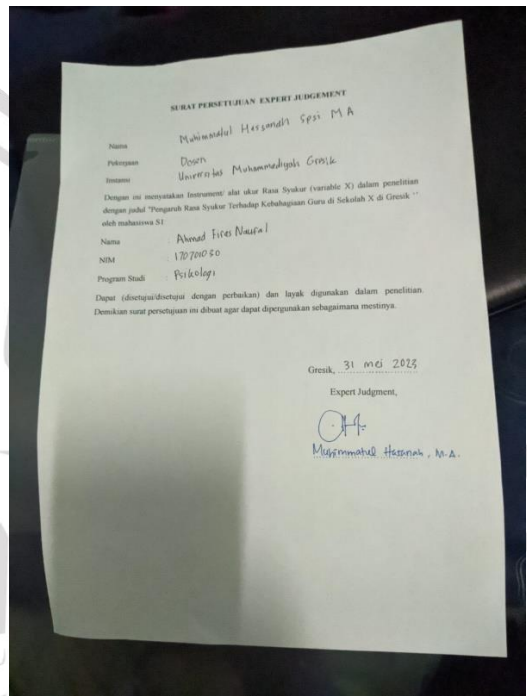 SURAT PERSETUJUAN EXPERT JUDGEMENT
Nama : Muhimmatul Hasanah Spsi MA
Pekerjaan : Dosen
Instansi : Universitas Muhammadiyah Gresik
Dengan ini menyatakan Instrument/ alat ukur Rasa Syukur (variable X) dalam penelitian
dengan judul "Pengaruh Rasa Syukur Terhadap Kebahagiaan Guru di Sekolah X di Gresik "
oleh mahasiswa S1:
Nama : Ahmad Naufal
NIM :
Program Studi : Psikologi
Dapat (disetujui/disetujui dengan perbaikan) dan layak digunakan dalam penelitian.
Demikian surat persetujuan ini dibuat agar dapat dipergunakan sebagaimana mestinya.
Gresik, 31 mei 2023
Expert Judgment,
Muhimmatul Hasanah, M.A.